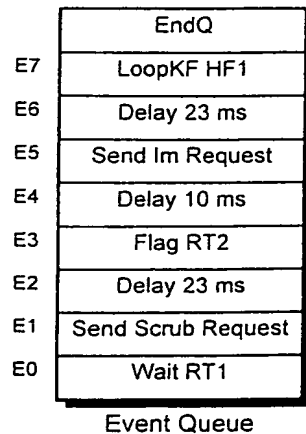 EndQ
E7 LoopKF HF1
E6 Delay 23 ms
E5 Send Im Request
E4 Delay 10 ms
E3 Flag RT2
E2 Delay 23 ms
E1 Send Scrub Request
E0 Wait RT1
Event Queue